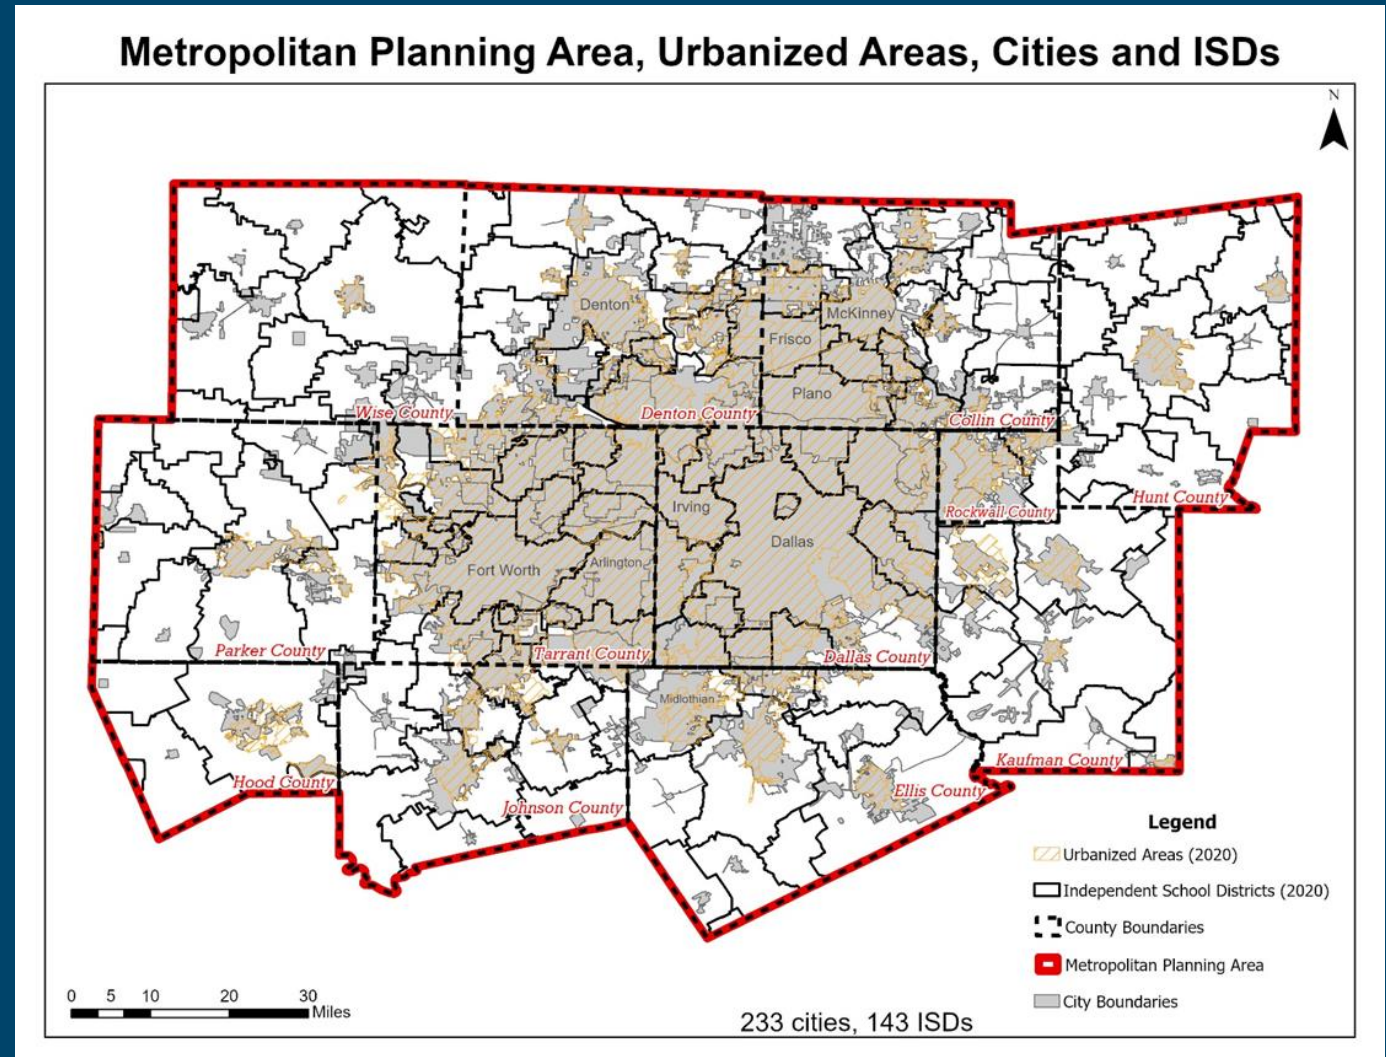 Metropolitan Planning Area, Urbanized Areas, Cities and ISDs
N
Denton
McKinney
Frisco
Plano
Wise County
Denton County
Collin County
Hunt County
Irving
Rockwall County
Dallas
Fort Worth
Arlington
Parker County
Tarrant County
Dallas County
Midlothian
Kaufman County
Hood County
Ellis County
Johnson County
Legend
Urbanized Areas (2020)
Independent School Districts (2020)
County Boundaries
Metropolitan Planning Area
City Boundaries
0 5 10 20 30
Miles
233 cities, 143 ISDs